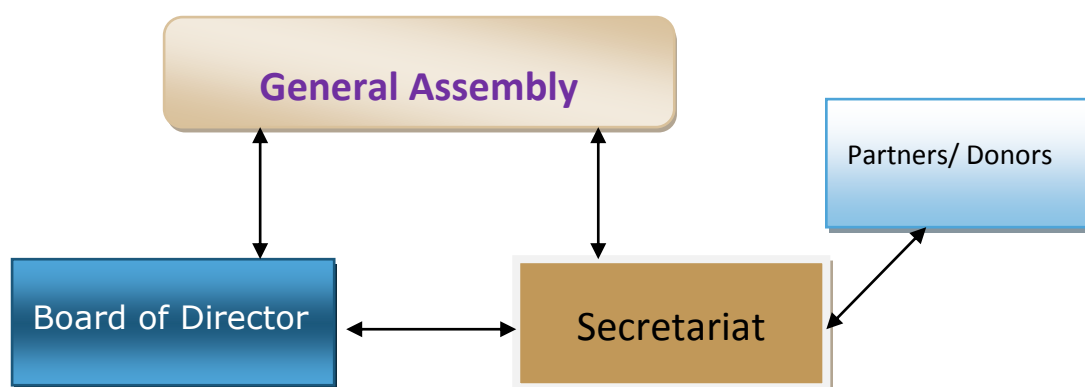 General Assembly
Partners/ Donors
Board of Director
Secretariat